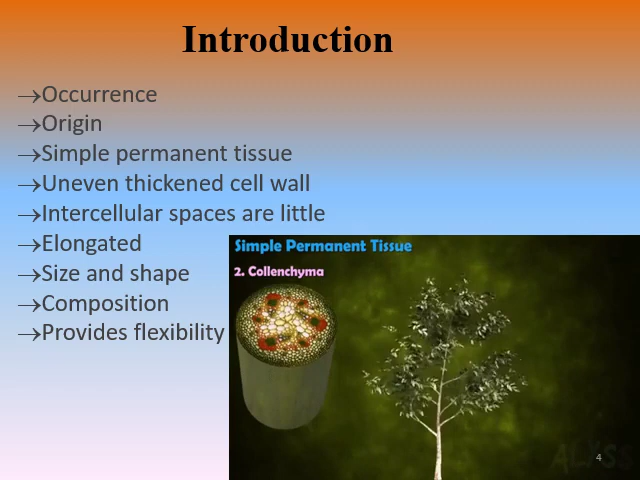 Introduction
→Occurrence
→Origin
→Simple permanent tissue
→Uneven thickened cell wall
→Intercellular spaces are little
→Elongated
→Size and shape
→Composition
→Provides flexibility
Simple Permanent Tissue
2. Collenchyma
4